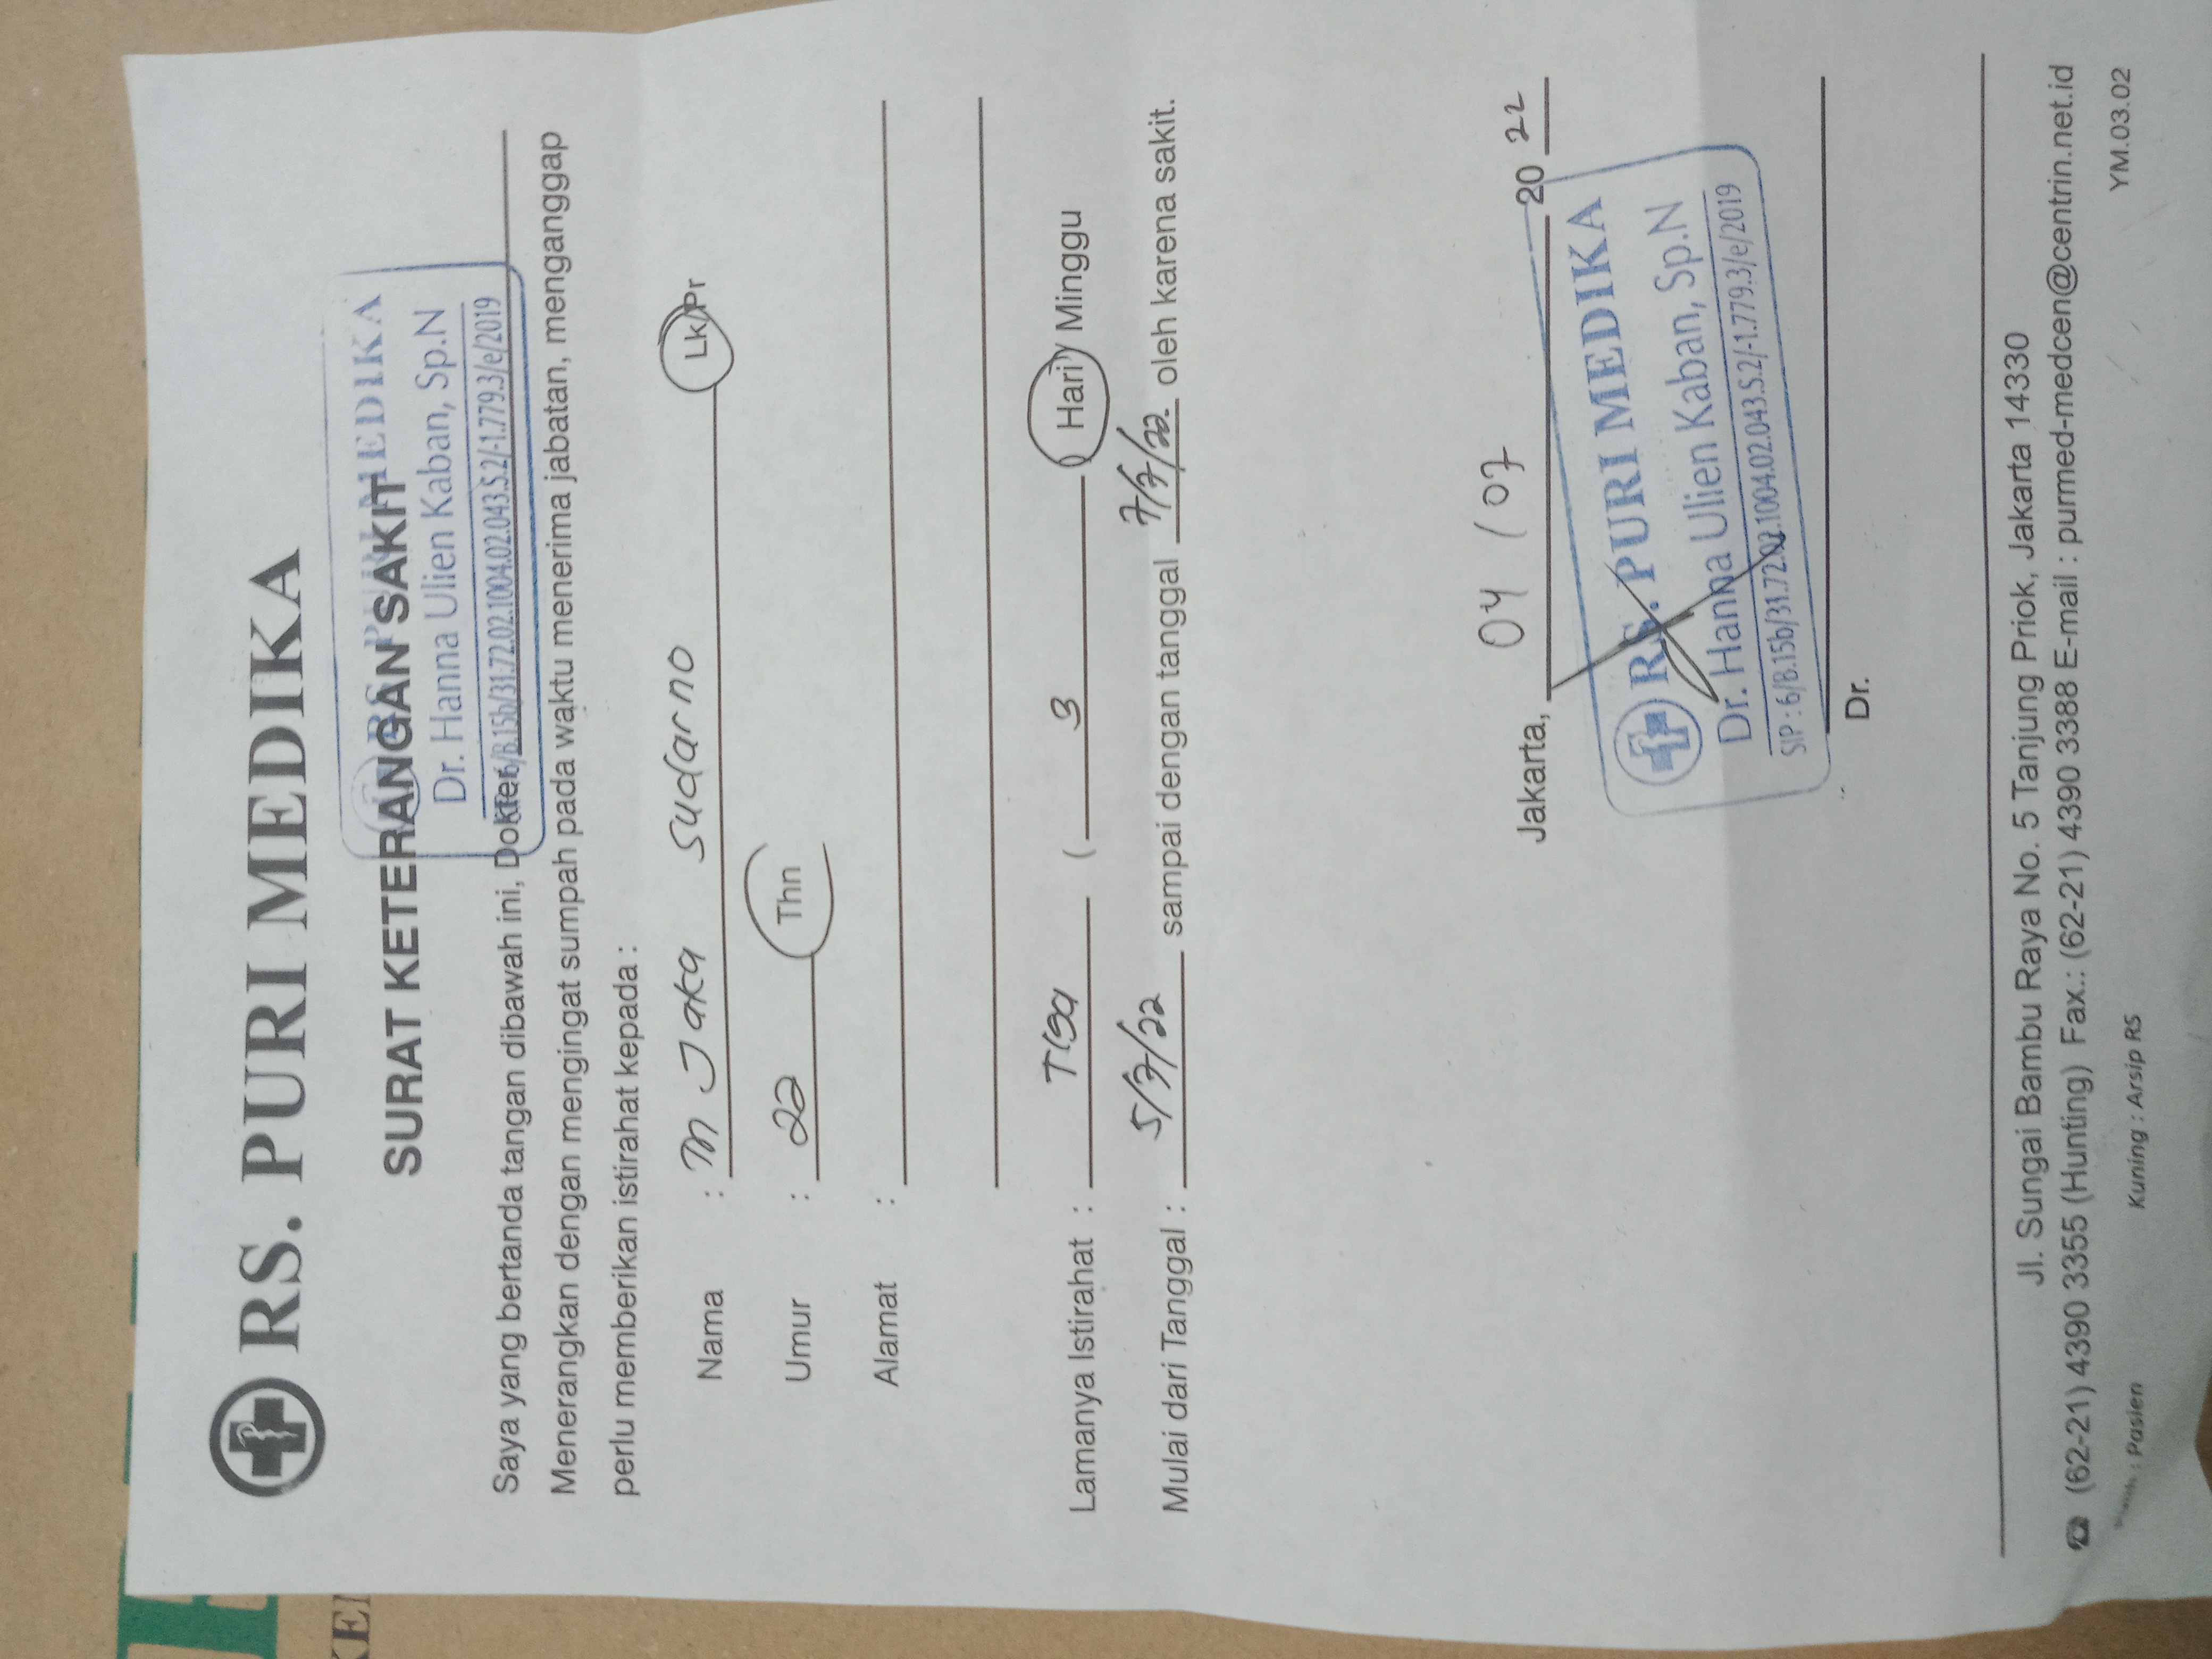 RS. PURI MEDIKA
SURAT KETERANGAN SAKIT
RS. PURI MEDIKA
Dr. Hanna Ulien Kaban, Sp.N
6/B.15b/31.72.02.1004.02.043.S.2/-1.779.3/e/2019
Saya yang bertanda tangan dibawah ini, Dokter
Menerangkan dengan mengingat sumpah pada waktu menerima jabatan, menganggap
perlu memberikan istirahat kepada :
Nama : M Jaka Sudarno Lk/Pr
Umur : 22 Thn
Alamat :
Lamanya Istirahat : Tiga ( 3 ) Hari / Minggu
Mulai dari Tanggal : 5/7/22 sampai dengan tanggal 7/7/22 oleh karena sakit.
Jakarta, 04 / 07 20 22
RS. PURI MEDIKA
Dr. Hanna Ulien Kaban, Sp.N
SIP : 6/B.15b/31.72.02.1004.02.043.S.2/-1.779.3/e/2019
Dr.
Jl. Sungai Bambu Raya No. 5 Tanjung Priok, Jakarta 14330
☎ (62-21) 4390 3355 (Hunting) Fax.: (62-21) 4390 3388 E-mail : purmed-medcen@centrin.net.id
: Pasien Kuning : Arsip RS YM.03.02